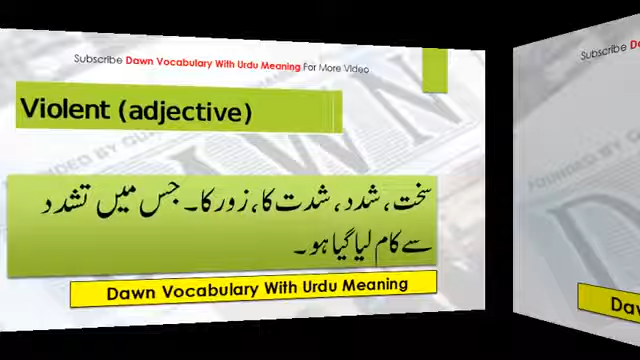 Subscribe Dawn Vocabulary With Urdu Meaning For More Video
Violent (adjective)
سخت، شدد، شدت کا، زور کا۔ جس میں تشدد
سے کام لیا گیا ہو۔
Dawn Vocabulary With Urdu Meaning
Subscribe